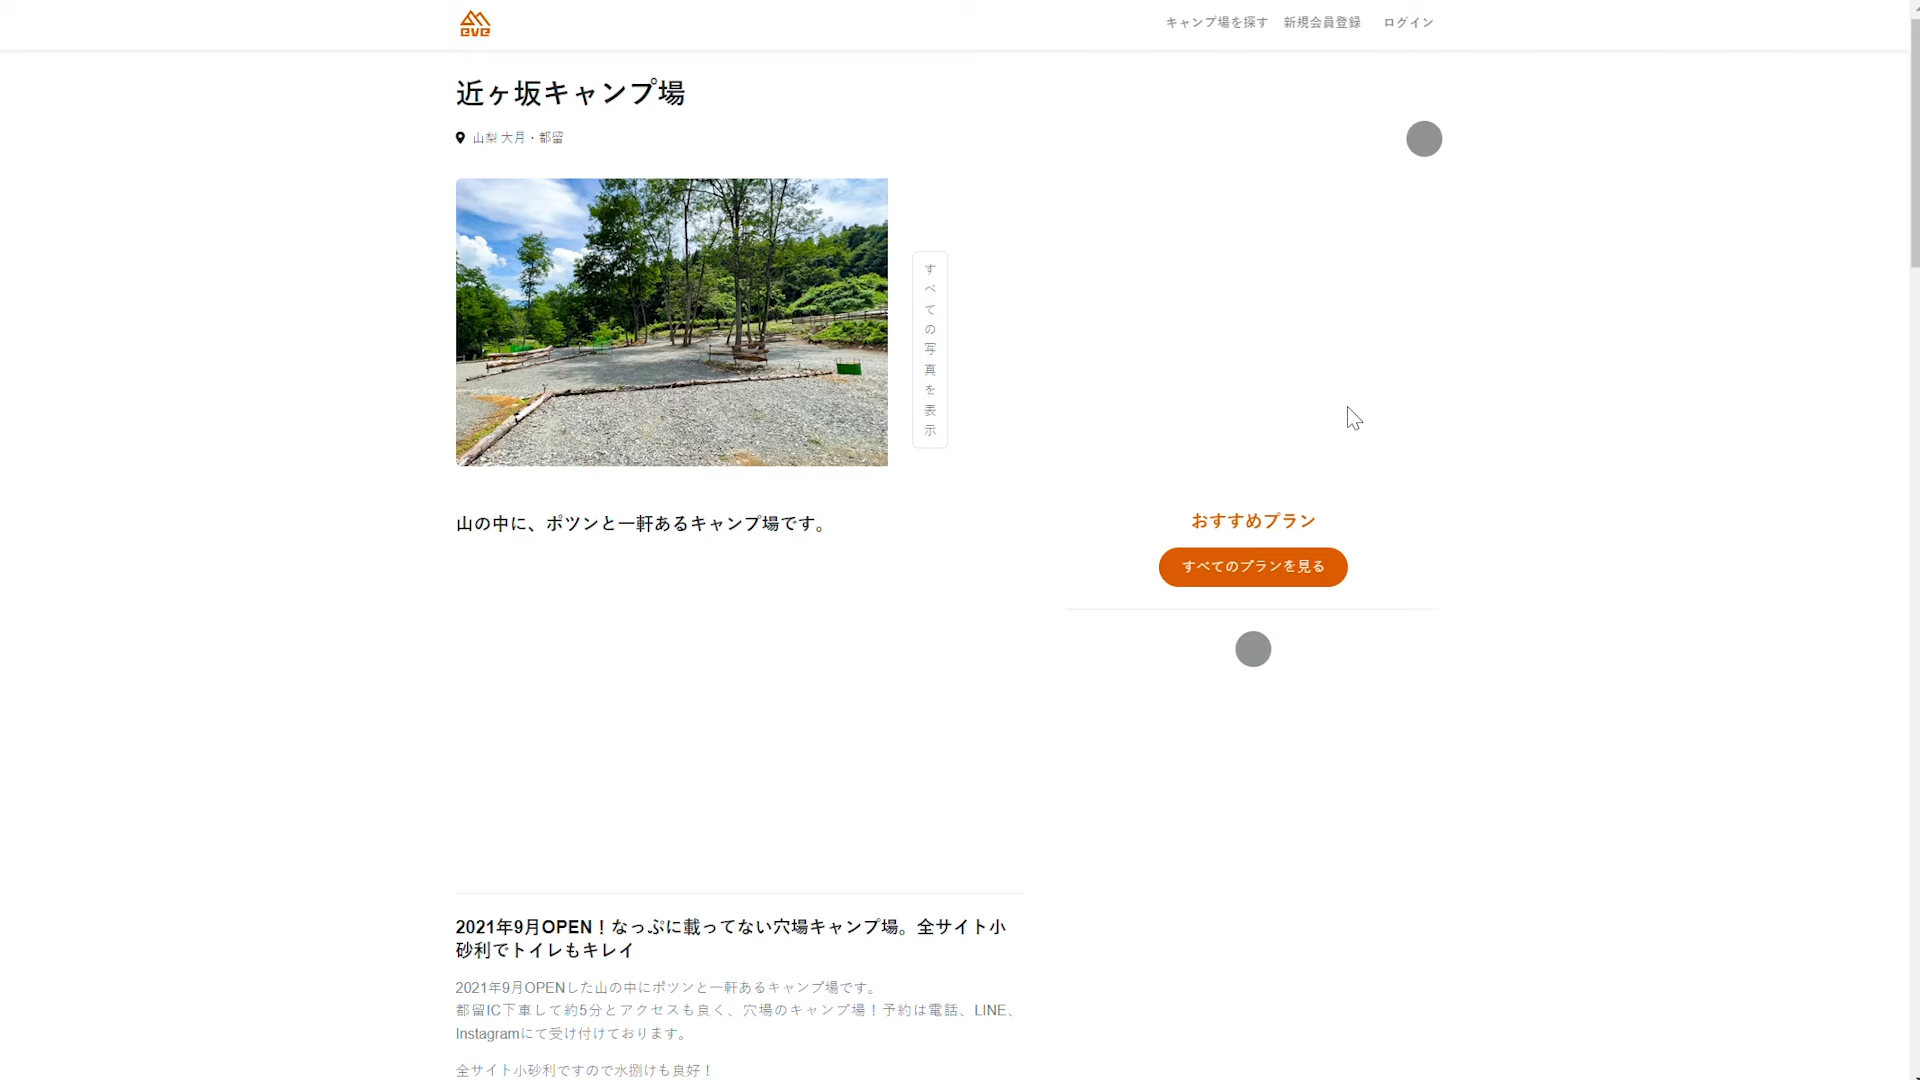 eve
キャンプ場を探す 新規会員登録 ログイン
近ヶ坂キャンプ場
山梨 大月・都留
すべての写真を表示
山の中に、ポツンと一軒あるキャンプ場です。
おすすめプラン
すべてのプランを見る
2021年9月OPEN！なっぷに載ってない穴場キャンプ場。全サイト小
砂利でトイレもキレイ
2021年9月OPENした山の中にポツンと一軒あるキャンプ場です。
都留IC下車して約5分とアクセスも良く、穴場のキャンプ場！予約は電話、LINE、
Instagramにて受け付けております。
全サイト小砂利ですので水捌けも良好！